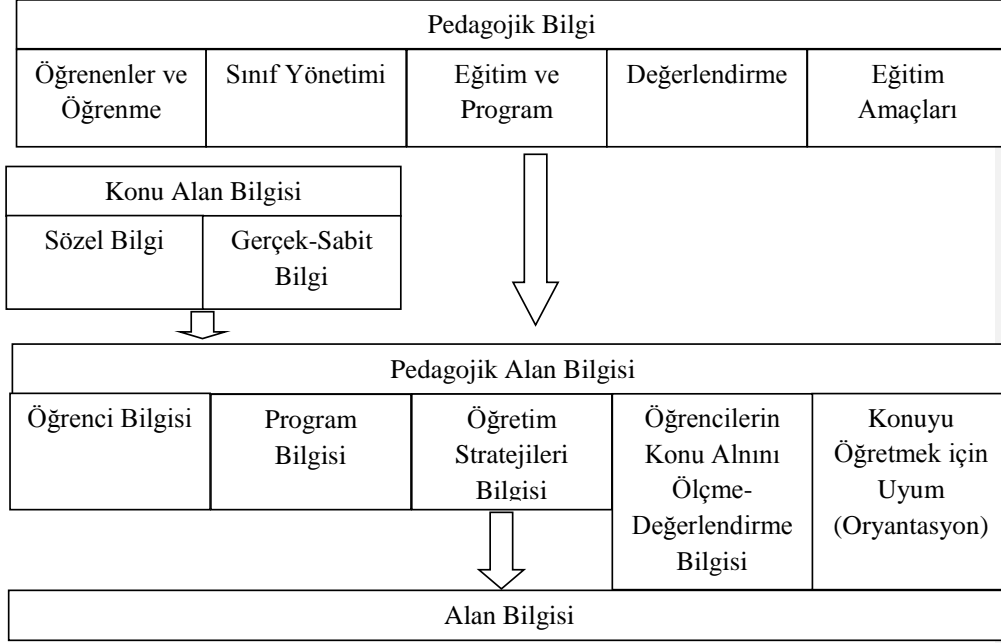 Pedagojik Bilgi
Öğrenenler ve
Öğrenme
Sınıf Yönetimi
Eğitim ve
Program
Değerlendirme
Eğitim
Amaçları
Konu Alan Bilgisi
Sözel Bilgi
Gerçek-Sabit
Bilgi
Pedagojik Alan Bilgisi
Öğrenci Bilgisi
Program
Bilgisi
Öğretim
Stratejileri
Bilgisi
Öğrencilerin
Konu Alnını
Ölçme-
Değerlendirme
Bilgisi
Konuyu
Öğretmek için
Uyum
(Oryantasyon)
Alan Bilgisi